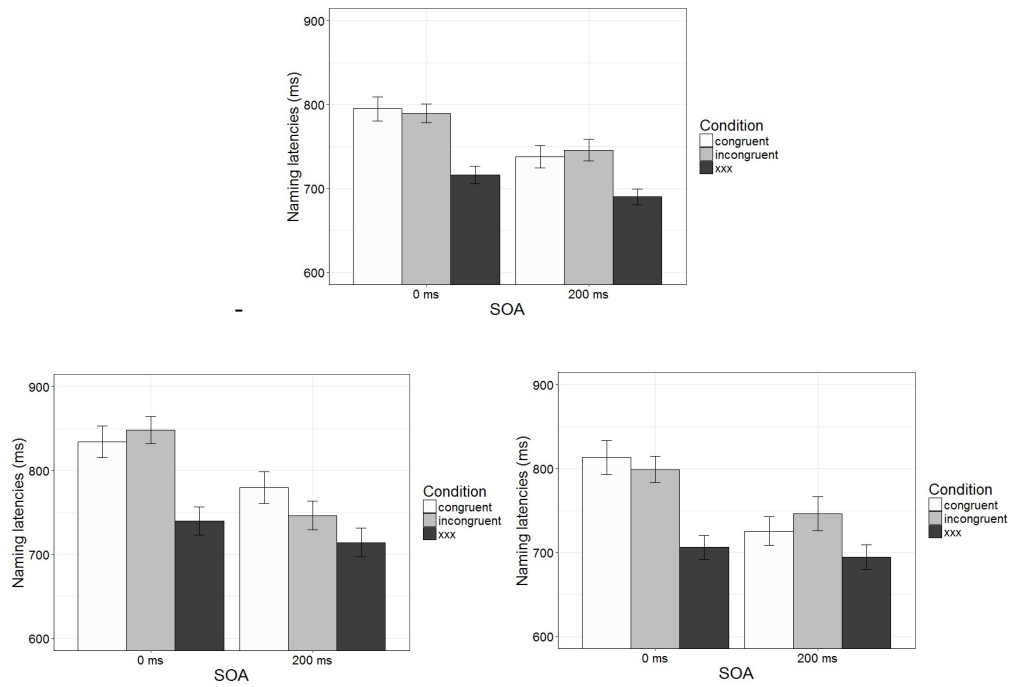 900
800
700
600
Naming latencies (ms)
0 ms
200 ms
SOA
Condition
congruent
incongruent
xxx
-
900
800
700
600
Naming latencies (ms)
0 ms
200 ms
SOA
Condition
congruent
incongruent
xxx
900
800
700
600
Naming latencies (ms)
0 ms
200 ms
SOA
Condition
congruent
incongruent
xxx